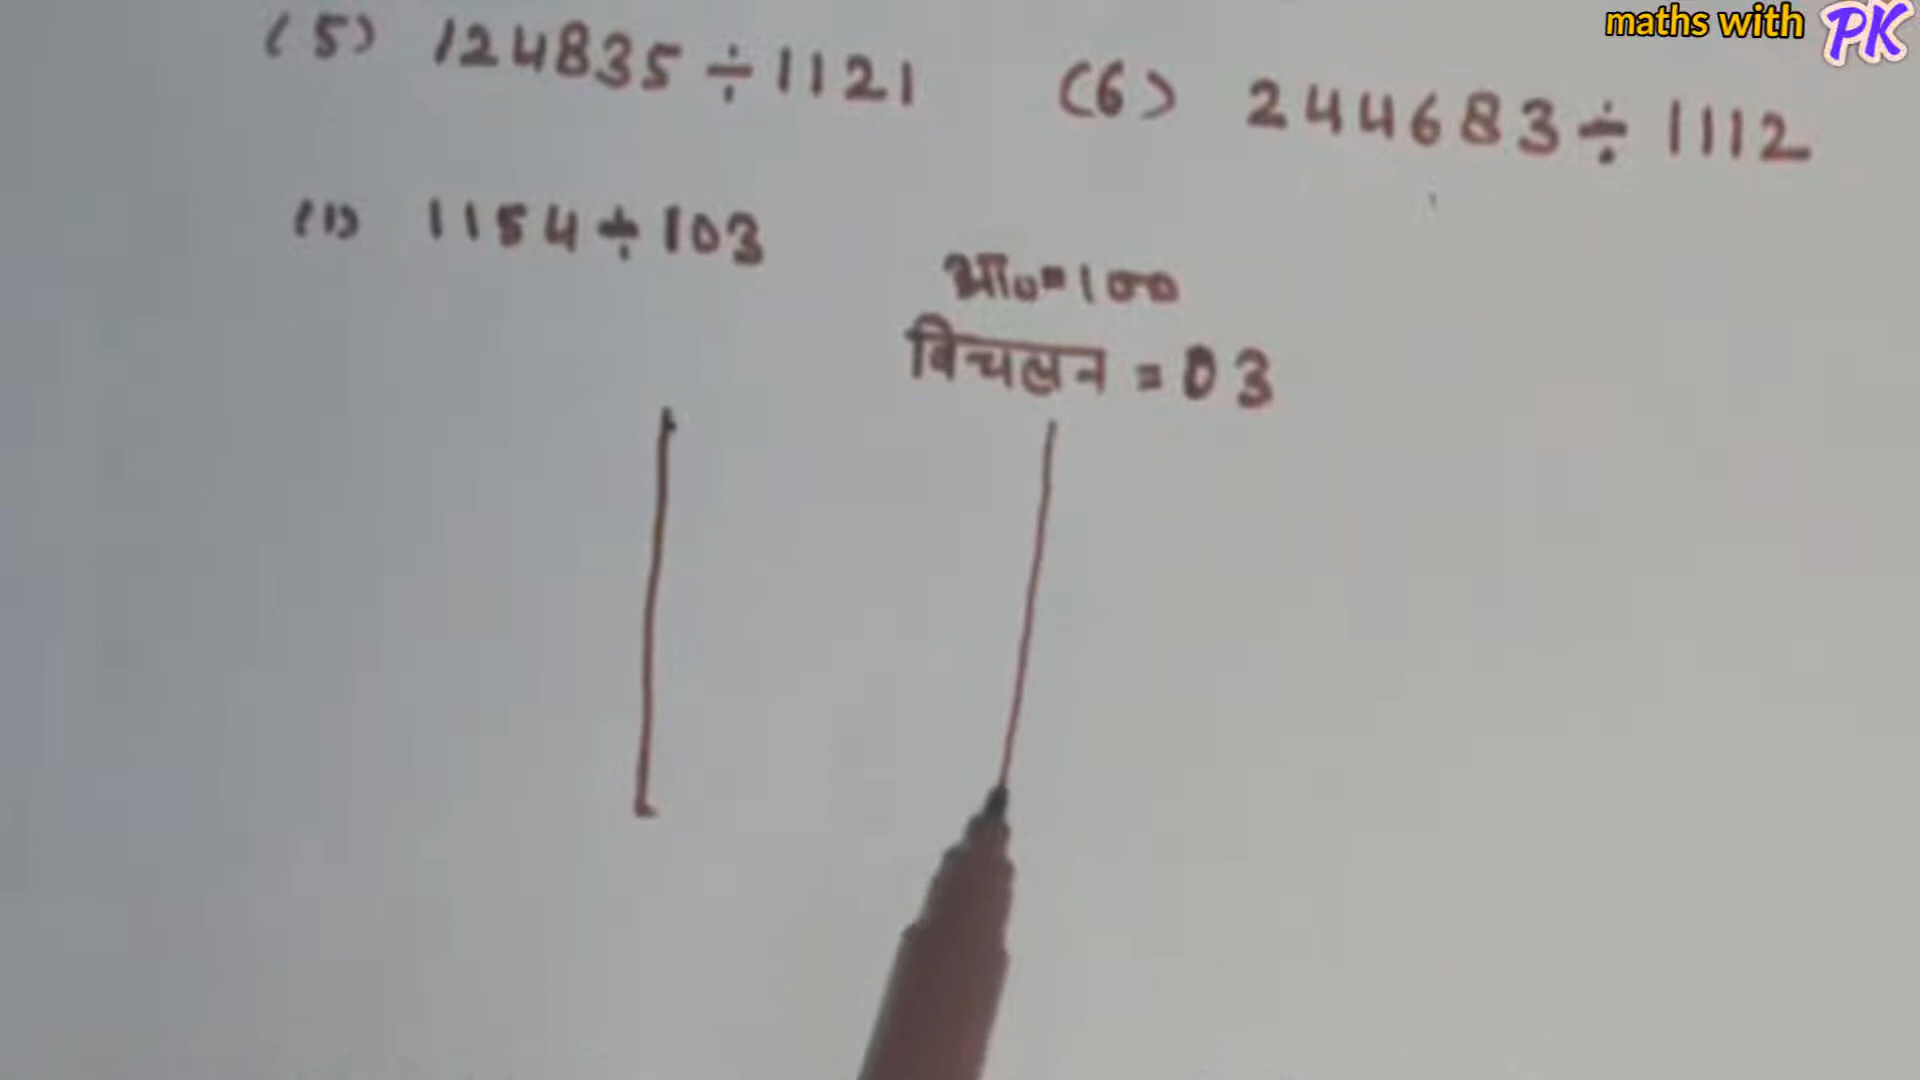 maths with PK
(5) 124835 ÷ 1121 (6) 244683 ÷ 1112
(1) 1154 ÷ 103
आ० = 100
विचलन = 03